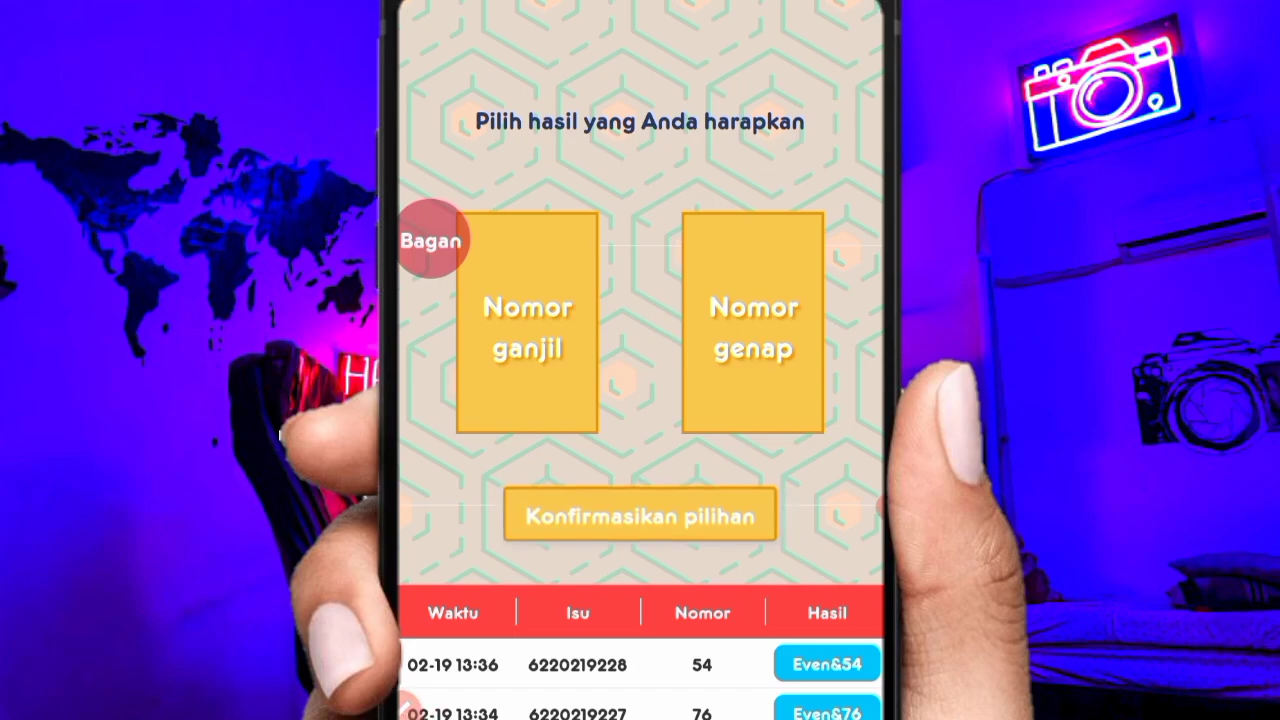 Pilih hasil yang Anda harapkan
Bagan
Nomor
ganjil
Nomor
genap
Konfirmasikan pilihan
Waktu Isu Nomor Hasil
02-19 13:36 6220219228 54 Even&54
02-19 13:34 6220219227 76 Even&76